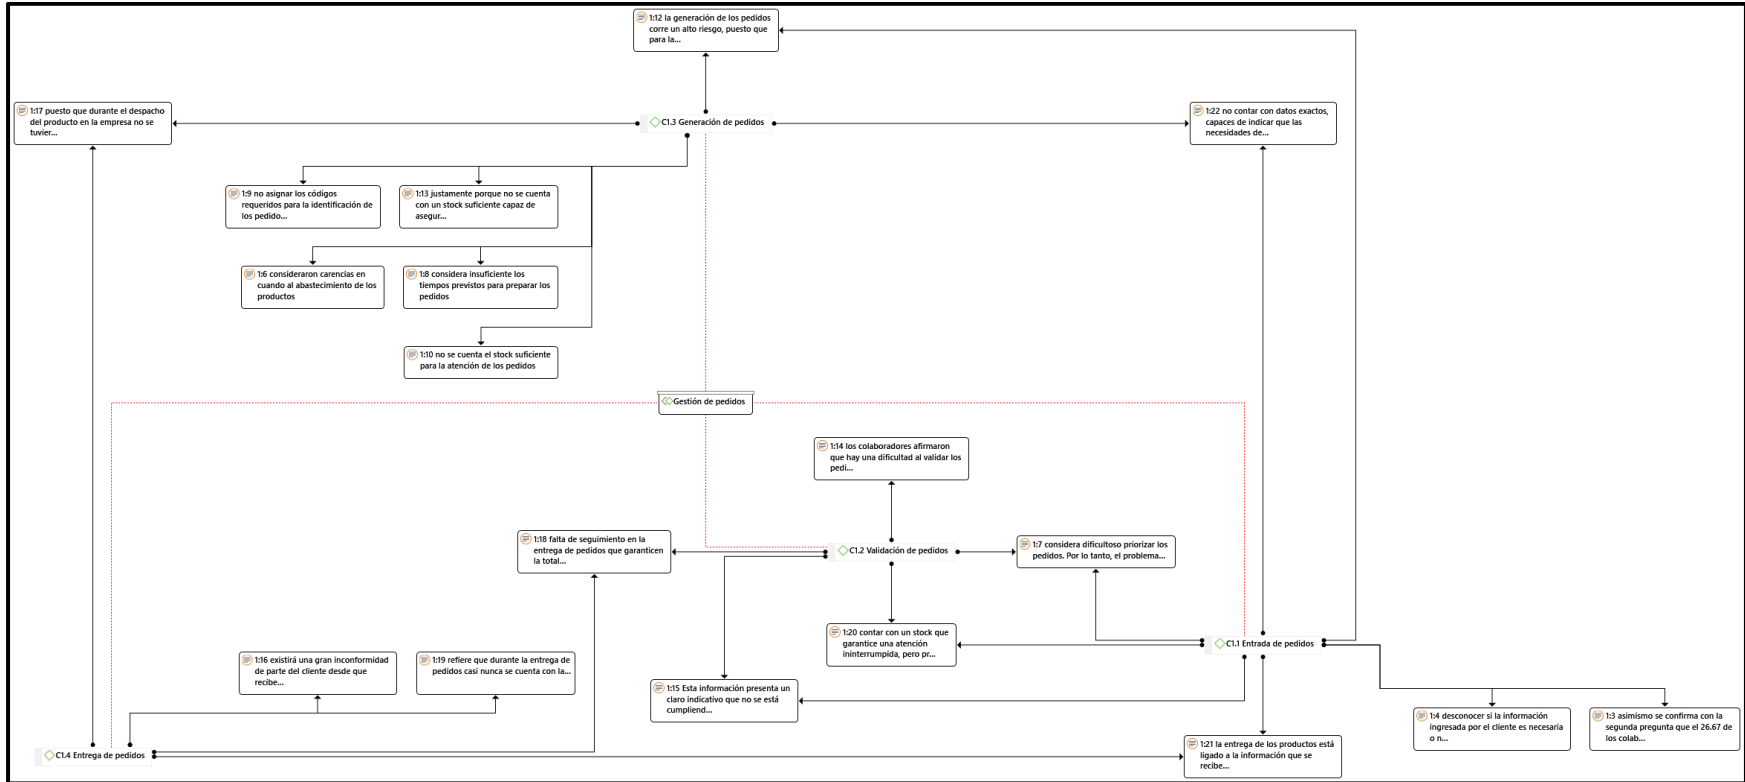 1:12 la generación de los pedidos
corre un alto riesgo, puesto que
para la...
1:17 puesto que durante el despacho
del producto en la empresa no se
tuvier...
C1.3 Generación de pedidos
1:22 no contar con datos exactos,
capaces de indicar que las
necesidades de...
1:9 no asignar los códigos
requeridos para la identificación de
los pedido...
1:13 justamente porque no se cuenta
con un stock suficiente capaz de
asegur...
1:6 consideraron carencias en
cuando al abastecimiento de los
productos
1:8 considera insuficiente los
tiempos previstos para preparar los
pedidos
1:10 no se cuenta el stock suficiente
para la atención de los pedidos
Gestión de pedidos
1:14 los colaboradores afirmaron
que hay una dificultad al validar los
pedi...
1:18 falta de seguimiento en la
entrega de pedidos que garanticen
la total...
C1.2 Validación de pedidos
1:7 considera dificultoso priorizar los
pedidos. Por lo tanto, el problema...
1:20 contar con un stock que
garantice una atención
ininterrumpida, pero pr...
C1.1 Entrada de pedidos
1:16 existirá una gran inconformidad
de parte del cliente desde que
recibe...
1:19 refiere que durante la entrega de
pedidos casi nunca se cuenta con la...
1:15 Esta información presenta un
claro indicativo que no se está
cumpliend...
1:4 desconocer si la información
ingresada por el cliente es necesaria
o n...
1:3 asimismo se confirma con la
segunda pregunta que el 26.67 de
los colab...
C1.4 Entrega de pedidos
1:21 la entrega de los productos está
ligado a la información que se
recibe...